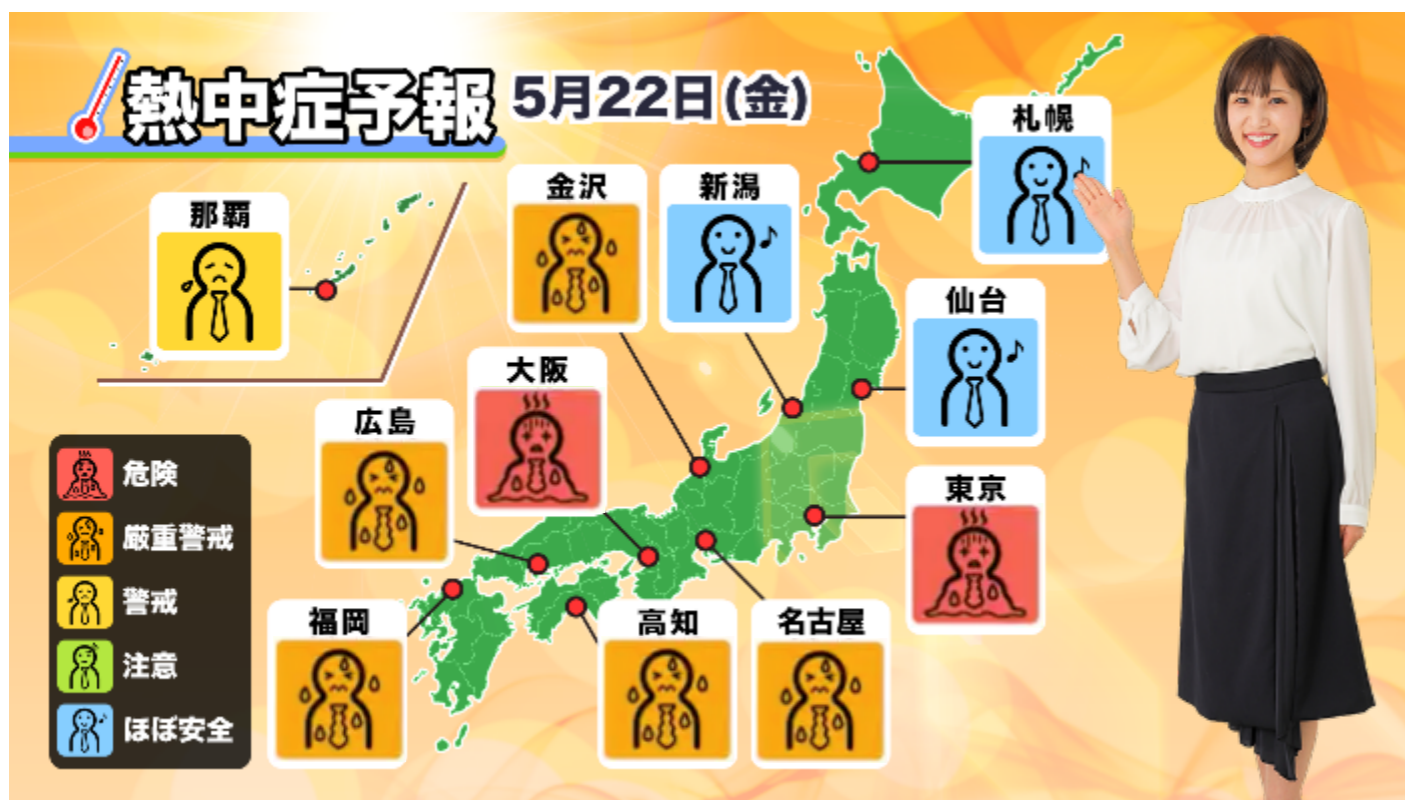 熱中症予報 5月22日(金)
札幌
金沢
新潟
那覇
仙台
大阪
広島
東京
福岡
高知
名古屋
危険
厳重警戒
警戒
注意
ほぼ安全